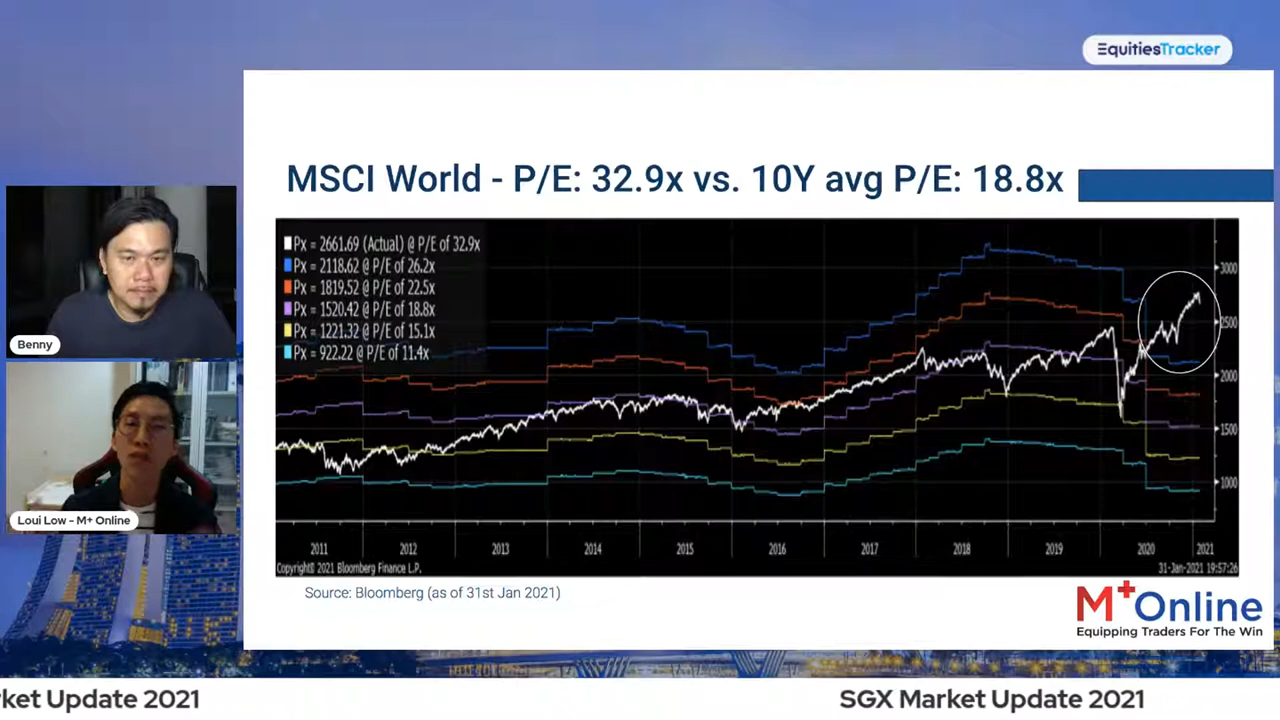 EquitiesTracker
MSCI World - P/E: 32.9x vs. 10Y avg P/E: 18.8x
Px = 2661.69 (Actual) @ P/E of 32.9x
Px = 2118.62 @ P/E of 26.2x
Px = 1819.52 @ P/E of 22.5x
Px = 1520.42 @ P/E of 18.8x
Px = 1221.32 @ P/E of 15.1x
Px = 922.22 @ P/E of 11.4x
3000
2500
2000
1500
1000
2011 2012 2013 2014 2015 2016 2017 2018 2019 2020 2021
Copyright© 2021 Bloomberg Finance L.P.
31-Jan-2021 19:57:26
Benny
Loui Low - M+ Online
Source: Bloomberg (as of 31st Jan 2021)
M+Online
Equipping Traders For The Win
rket Update 2021
SGX Market Update 2021